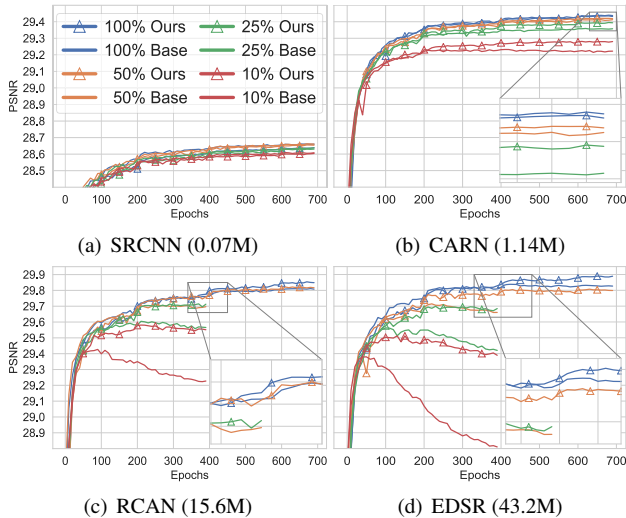 100% Ours
100% Base
50% Ours
50% Base
25% Ours
25% Base
10% Ours
10% Base
PSNR
29.4
29.3
29.2
29.1
29.0
28.9
28.8
28.7
28.6
28.5
0 100 200 300 400 500 600 700
Epochs
(a) SRCNN (0.07M)
0 100 200 300 400 500 600 700
Epochs
(b) CARN (1.14M)
PSNR
29.9
29.8
29.7
29.6
29.5
29.4
29.3
29.2
29.1
29.0
28.9
0 100 200 300 400 500 600 700
Epochs
(c) RCAN (15.6M)
0 100 200 300 400 500 600 700
Epochs
(d) EDSR (43.2M)